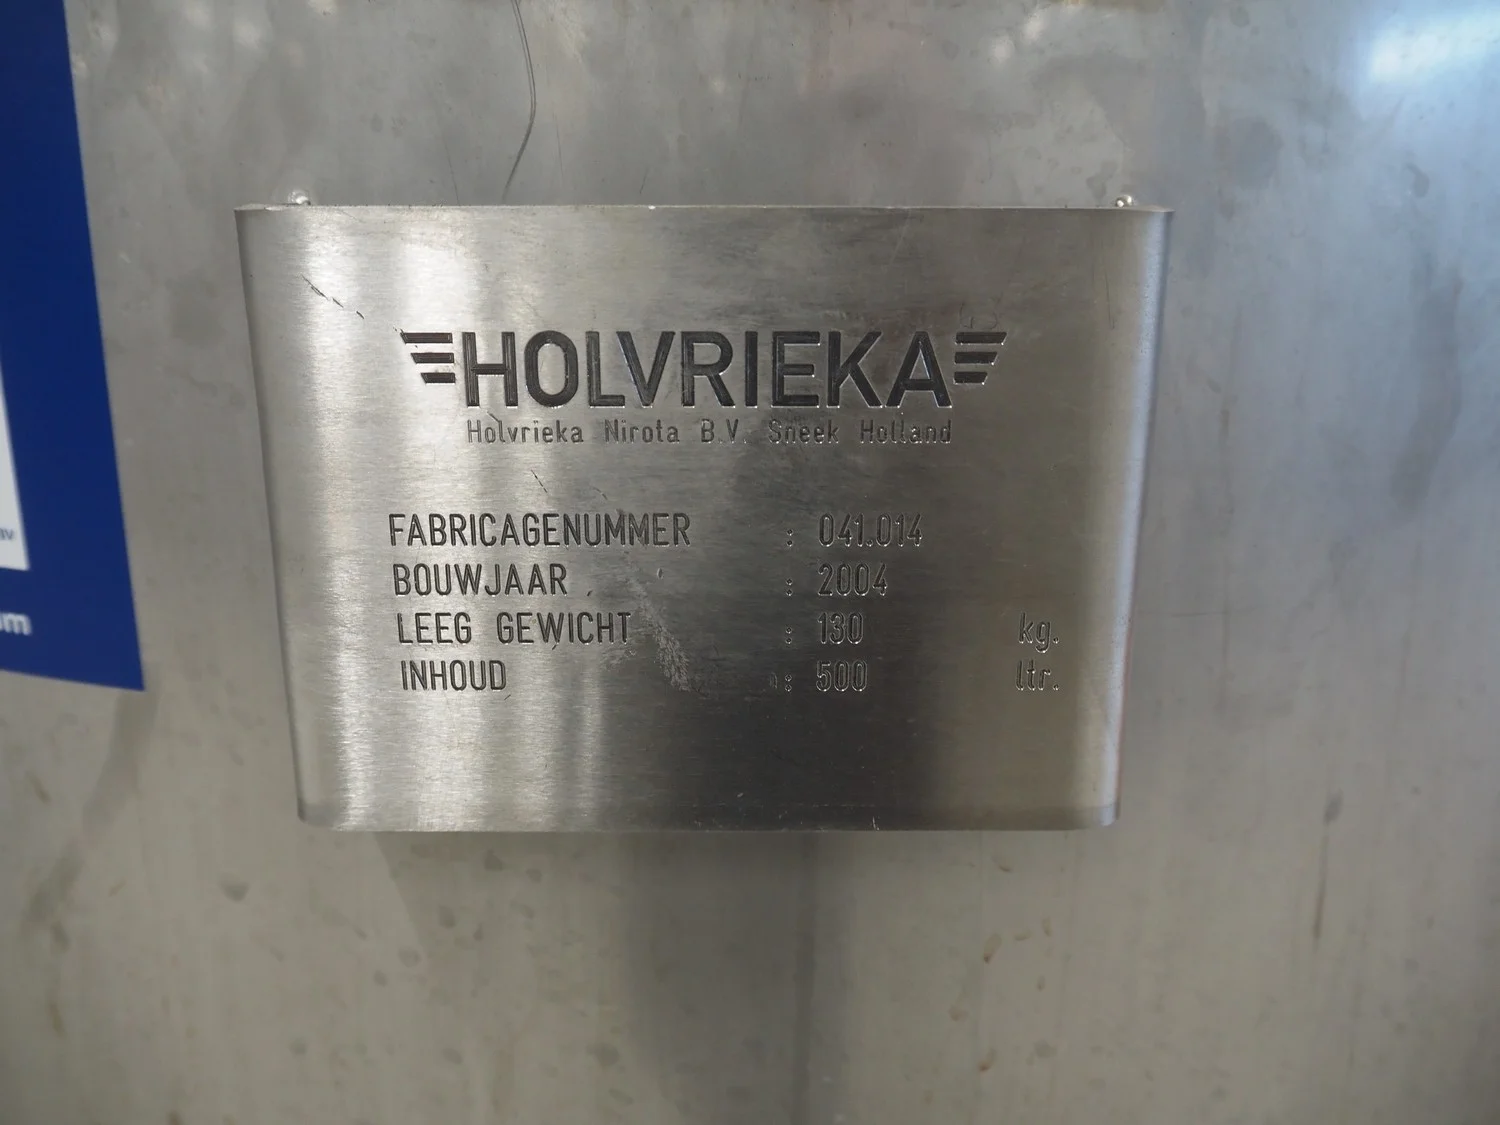 HOLVRIEKA
Holvrieka Nirota B.V. Sneek Holland
FABRICAGENUMMER : 041.014
BOUWJAAR : 2004
LEEG GEWICHT : 130 kg.
INHOUD : 500 ltr.